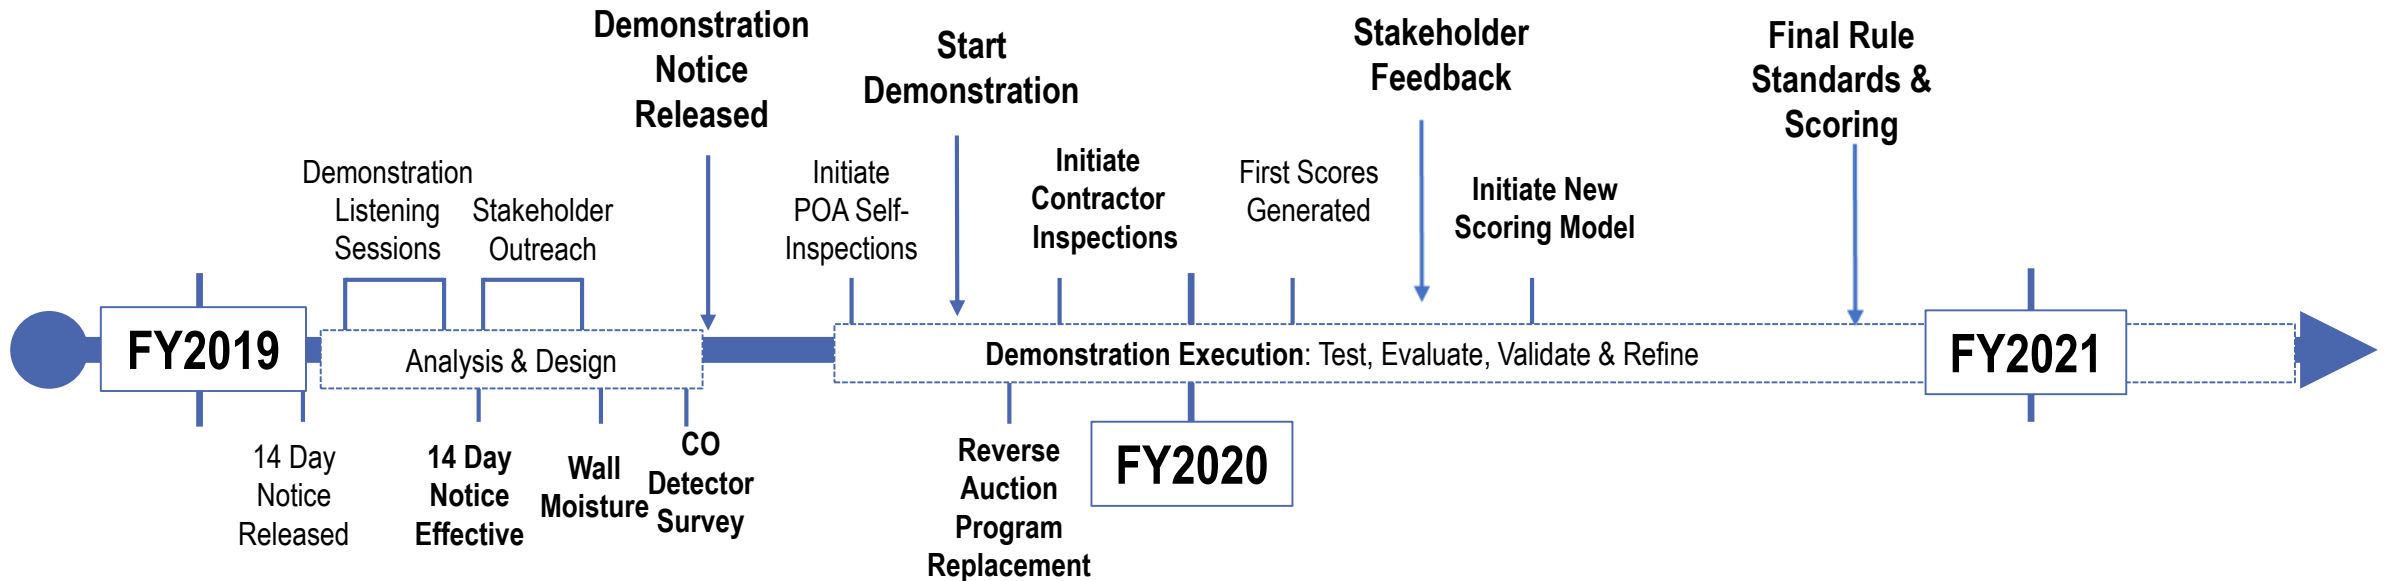 Demonstration
Notice
Released
Start
Demonstration
Stakeholder
Feedback
Final Rule
Standards &
Scoring
Demonstration
Listening
Sessions
Stakeholder
Outreach
Initiate
POA Self-
Inspections
Initiate
Contractor
Inspections
First Scores
Generated
Initiate New
Scoring Model
FY2019
Analysis & Design
Demonstration Execution: Test, Evaluate, Validate & Refine
FY2021
14 Day
Notice
Released
14 Day
Notice
Effective
Wall
Moisture
CO
Detector
Survey
Reverse
Auction
Program
Replacement
FY2020